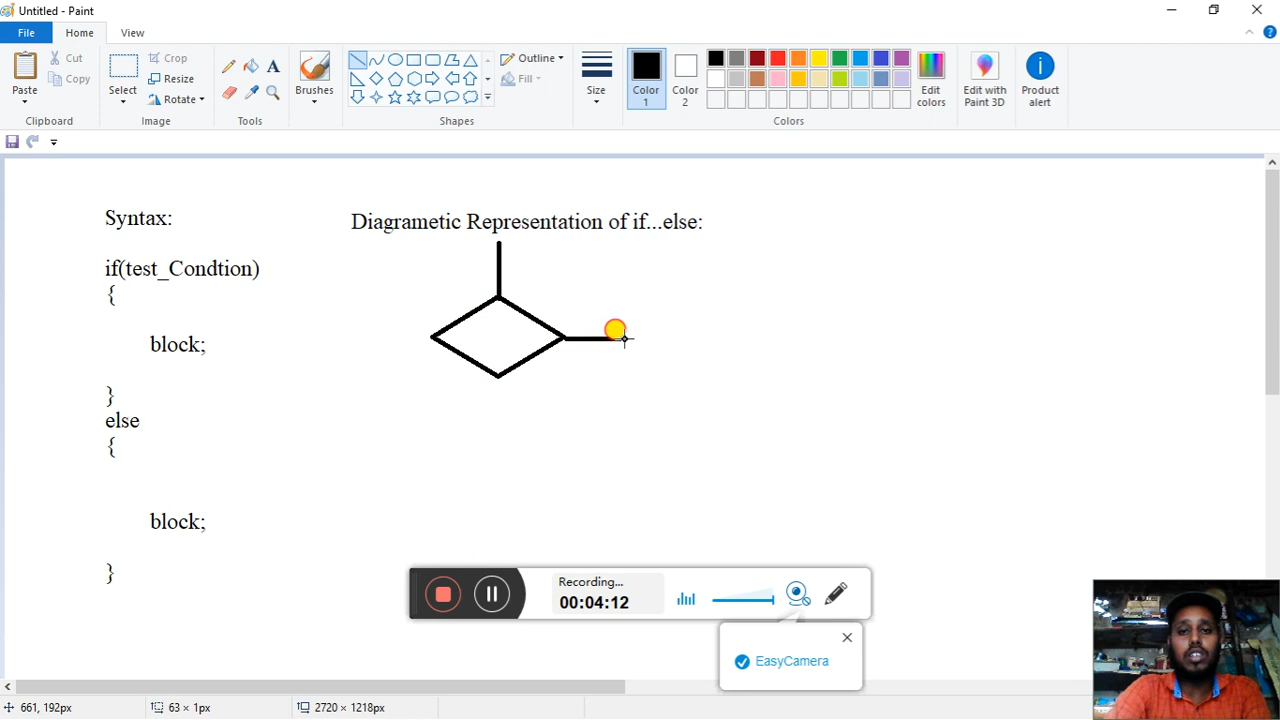 Untitled - Paint
File
Home
View
Paste
Cut
Copy
Clipboard
Select
Crop
Resize
Rotate
Image
Tools
Brushes
Shapes
Outline
Fill
Size
Color
1
Color
2
Edit
colors
Colors
Edit with
Paint 3D
Product
alert
Syntax:
Diagrametic Representation of if...else:
if(test_Condtion)
{
block;
}
else
{
block;
}
Recording...
00:04:12
EasyCamera
661, 192px
63 × 1px
2720 × 1218px